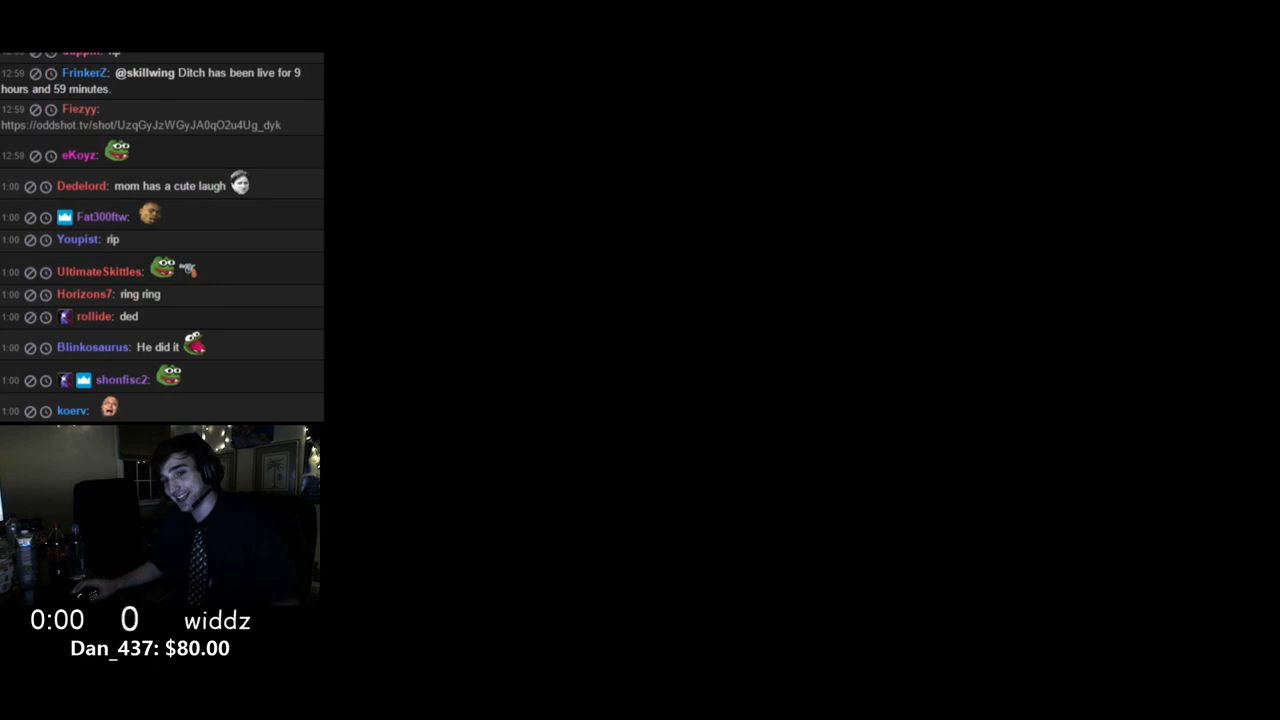 12:59 FrinkerZ: @skillwing Ditch has been live for 9
hours and 59 minutes.
12:59 Fiezyy:
https://oddshot.tv/shot/UzqGyJzWGyJA0qO2u4Ug_dyk
12:59 eKoyz:
1:00 Dedelord: mom has a cute laugh
1:00 Fat300ftw:
1:00 Youpist: rip
1:00 UltimateSkittles:
1:00 Horizons7: ring ring
1:00 rollide: ded
1:00 Blinkosaurus: He did it
1:00 shonfisc2:
1:00 koerv:
0:00 0 widdz
Dan_437: $80.00